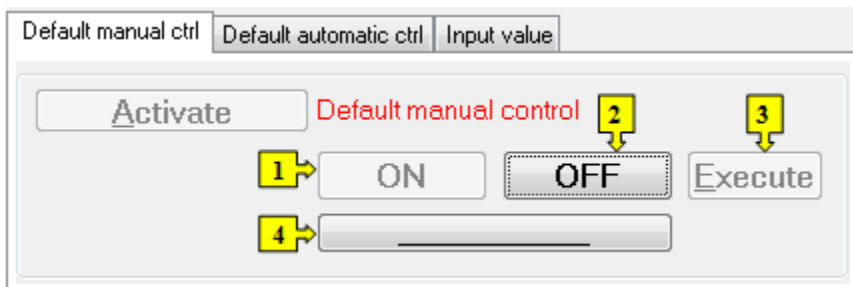 Default manual ctrl Default automatic ctrl Input value
Activate Default manual control 2 3
1 ON OFF Execute
4